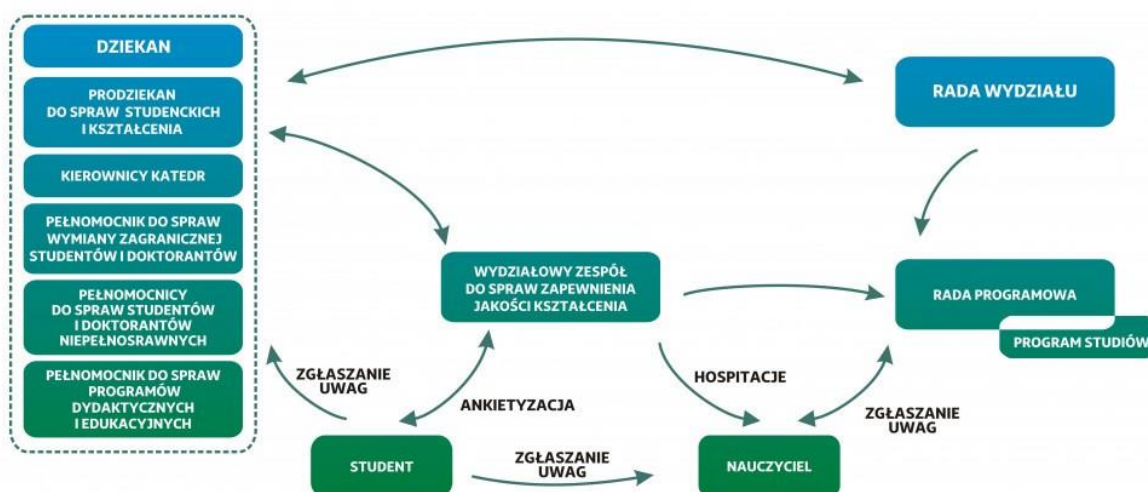 DZIEKAN
PRODZIEKAN
DO SPRAW STUDENCKICH
I KSZTAŁCENIA
KIEROWNICY KATEDR
PEŁNOMOCNIK DO SPRAW
WYMIANY ZAGRANICZNEJ
STUDENTÓW I DOKTORANTÓW
PEŁNOMOCNICY
DO SPRAW STUDENTÓW
I DOKTORANTÓW
NIEPEŁNOSRAWNYCH
PEŁNOMOCNIK DO SPRAW
PROGRAMÓW
DYDAKTYCZNYCH
I EDUKACYJNYCH
RADA WYDZIAŁU
WYDZIAŁOWY ZESPÓŁ
DO SPRAW ZAPEWNIENIA
JAKOŚCI KSZTAŁCENIA
RADA PROGRAMOWA
PROGRAM STUDIÓW
ZGŁASZANIE
UWAG
ANKIETYZACJA
HOSPITACJE
ZGŁASZANIE
UWAG
STUDENT
ZGŁASZANIE
UWAG
NAUCZYCIEL